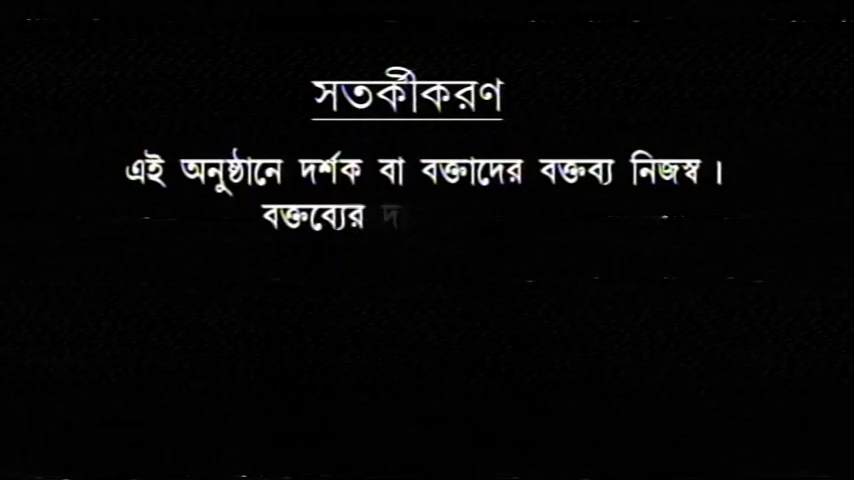 সতর্কীকরণ
এই অনুষ্ঠানে দর্শক বা বক্তাদের বক্তব্য নিজস্ব ।
বক্তব্যের দ